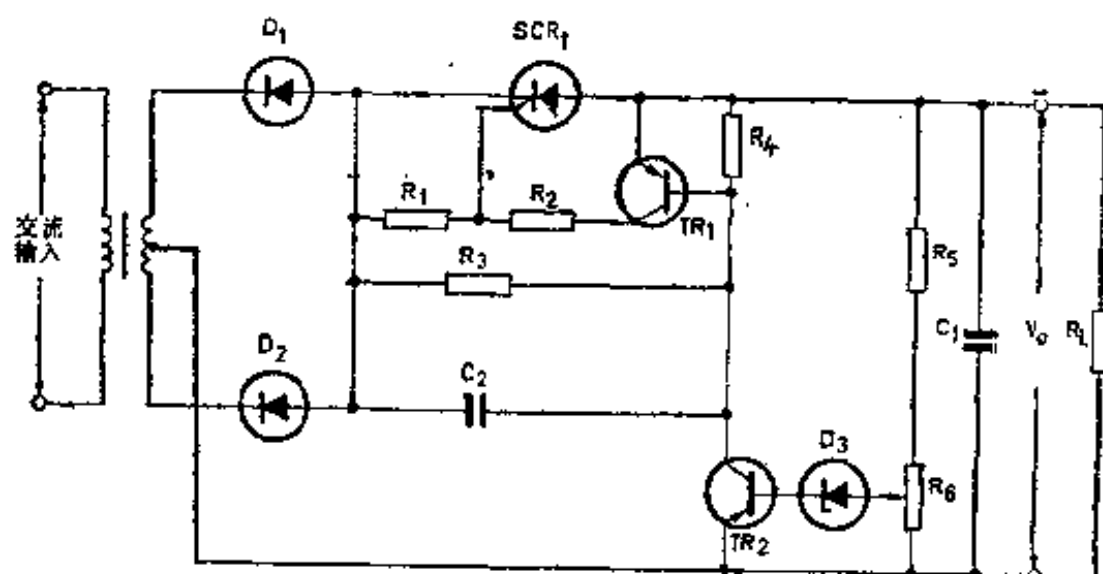 D1
SCR1
R4
R1
R2
TR1
交流
输入
R3
R5
D2
C2
C1
Vo
RL
D3
R6
TR2